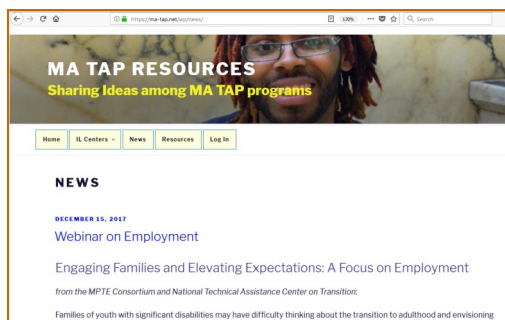 https://ma-tap.net/wp/news/
120%
Search
MA TAP RESOURCES
Sharing Ideas among MA TAP programs
Home IL Centers News Resources Log In
NEWS
DECEMBER 15, 2017
Webinar on Employment
Engaging Families and Elevating Expectations: A Focus on Employment
from the MPTE Consortium and National Technical Assistance Center on Transition:
Families of youth with significant disabilities may have difficulty thinking about the transition to adulthood and envisioning